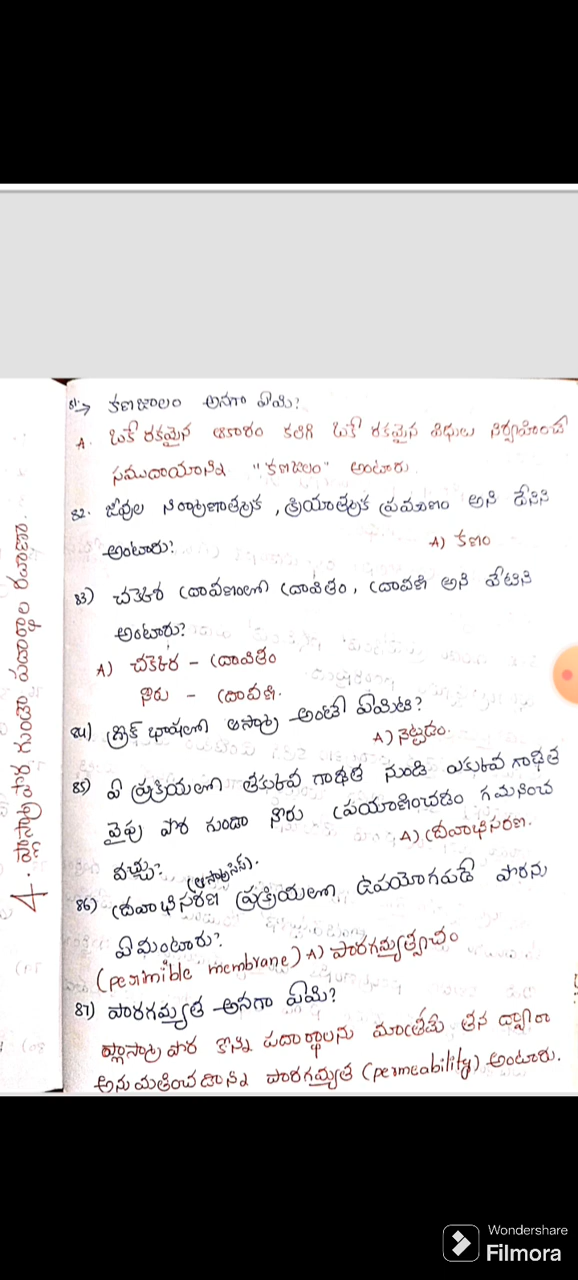 81→ కణజాలం అనగా ఏమి?
A. ఒకే రకమైన ఆకారం కలిగి ఒకే రకమైన విధులు నిర్వహించే
సముదాయాన్ని "కణజాలం" అంటారు.
82. జీవుల నిర్మాణాత్మక, క్రియాత్మక ప్రమాణం అని దేనిని
అంటారు? A) కణం
83) చక్కెర ద్రావణంలో ద్రావితం, ద్రావణి అని వేటిని
అంటారు?
A) చక్కెర - ద్రావితం
నీరు - ద్రావణి.
84) గ్రీక్ భాషలో ఆస్మా అంటే ఏమిటి?
A) నెట్టడం
85) ఏ ప్రక్రియలో తక్కువ గాఢత నుండి ఎక్కువ గాఢత
వైపు పొర గుండా నీరు ప్రయాణించడం గమనించ
వచ్చు? A) ద్రవాభిసరణ.
(ఆస్మాసిస్).
86) ద్రవాభిసరణ ప్రక్రియలో ఉపయోగపడే పొరను
ఏమంటారు?
(perimible membrane) A) పారగమ్యత్వచం
87) పారగమ్యత అనగా ఏమి?
ప్లాస్మా పొర కొన్ని పదార్థాలను మాత్రమే తన ద్వారా
అనుమతించడాన్ని పారగమ్యత (permeability) అంటారు.
4. ప్లాస్మా పొర గుండా పదార్థాల రవాణా.
Wondershare
Filmora